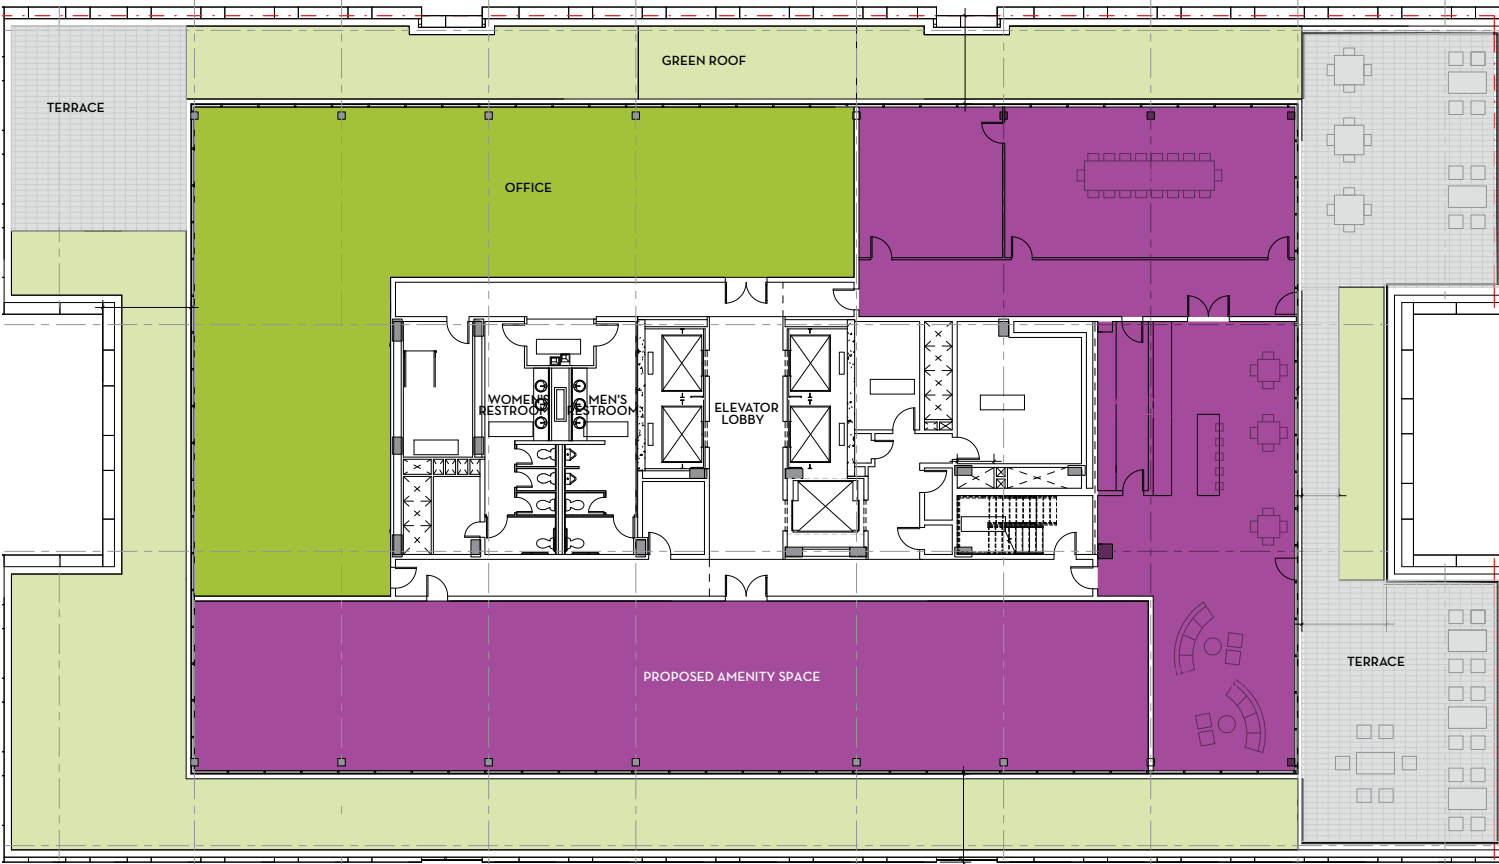 GREEN ROOF
TERRACE
OFFICE
WOMEN'S
RESTROOM
MEN'S
RESTROOM
ELEVATOR
LOBBY
TERRACE
PROPOSED AMENITY SPACE